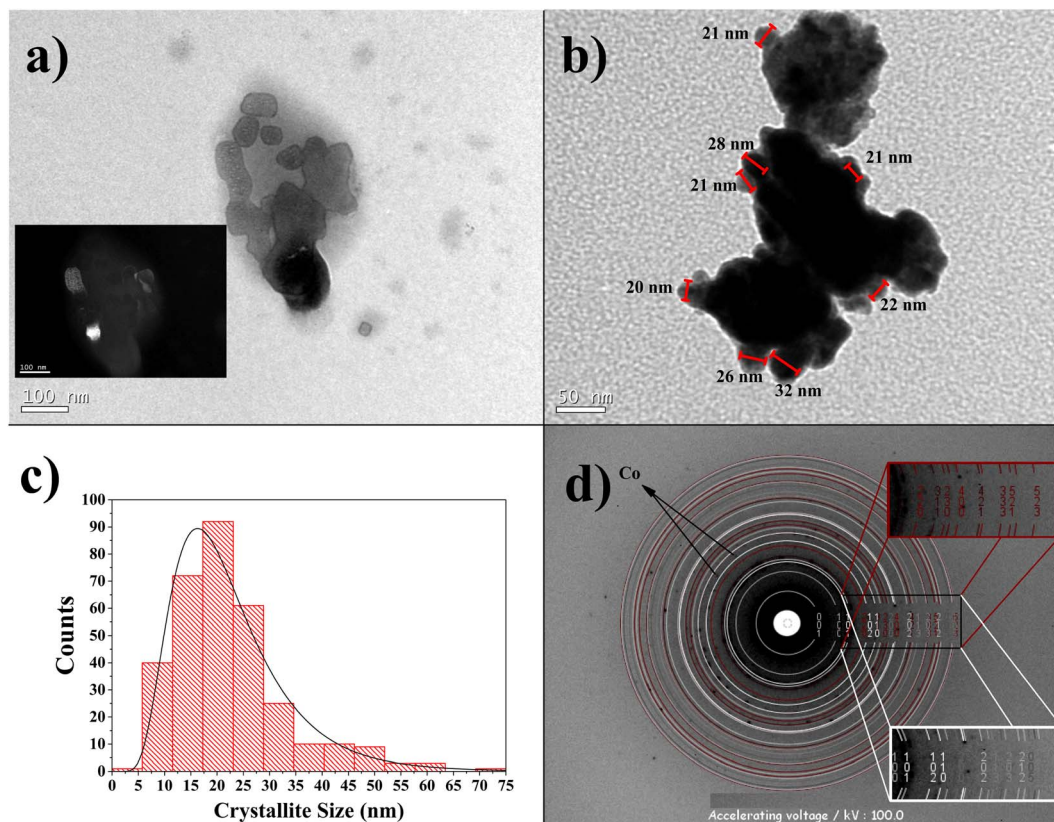 a)
100 nm
100 nm
b)
21 nm
28 nm
21 nm
21 nm
20 nm
22 nm
26 nm
32 nm
50 nm
c)
100
90
80
70
60
50
40
30
20
10
0
Counts
0 5 10 15 20 25 30 35 40 45 50 55 60 65 70 75
Crystallite Size (nm)
d)
Co
Accelerating voltage / kV : 100.0